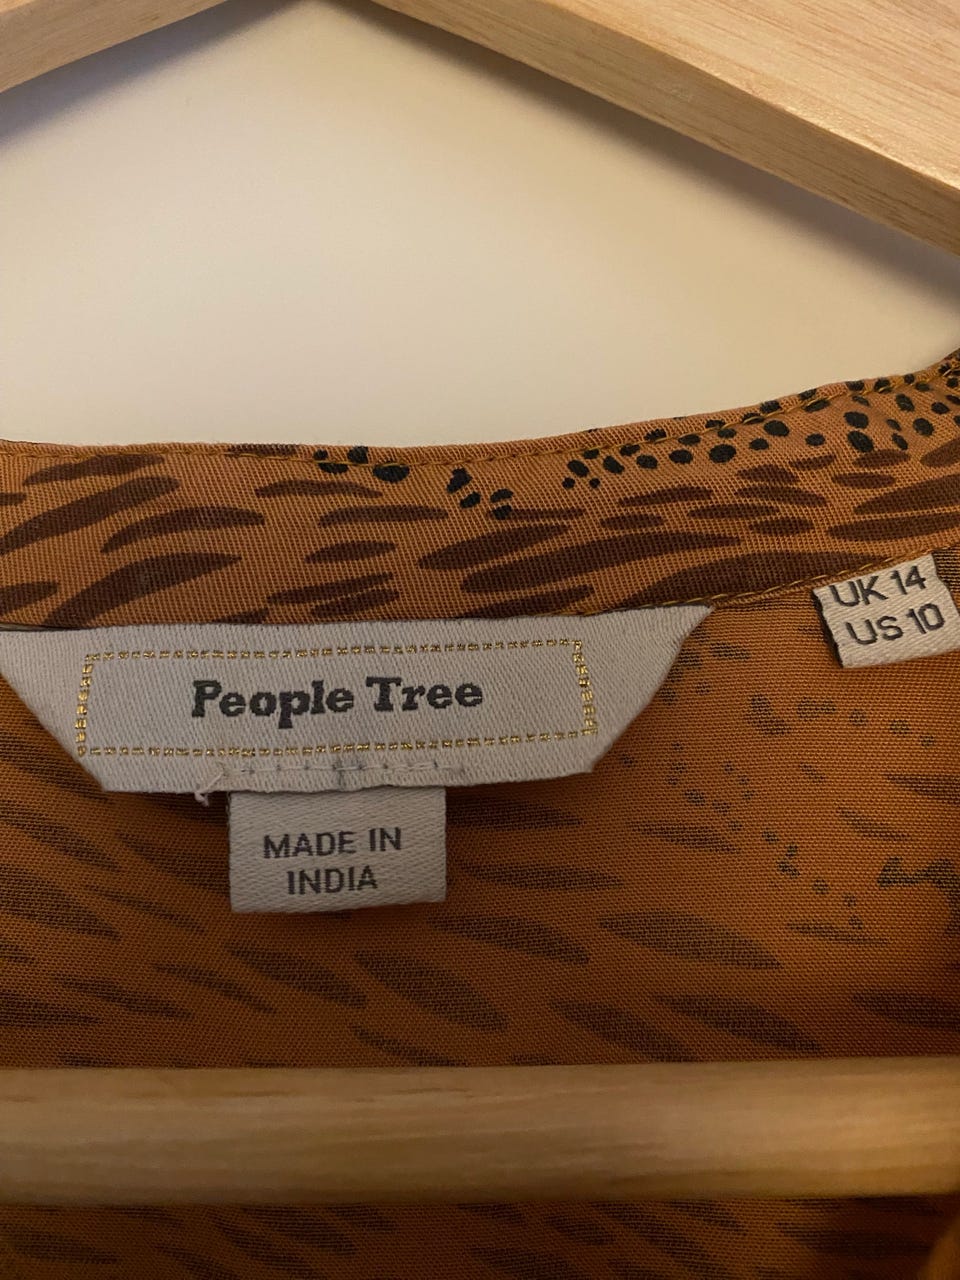 People Tree
MADE IN
INDIA
UK 14
US 10